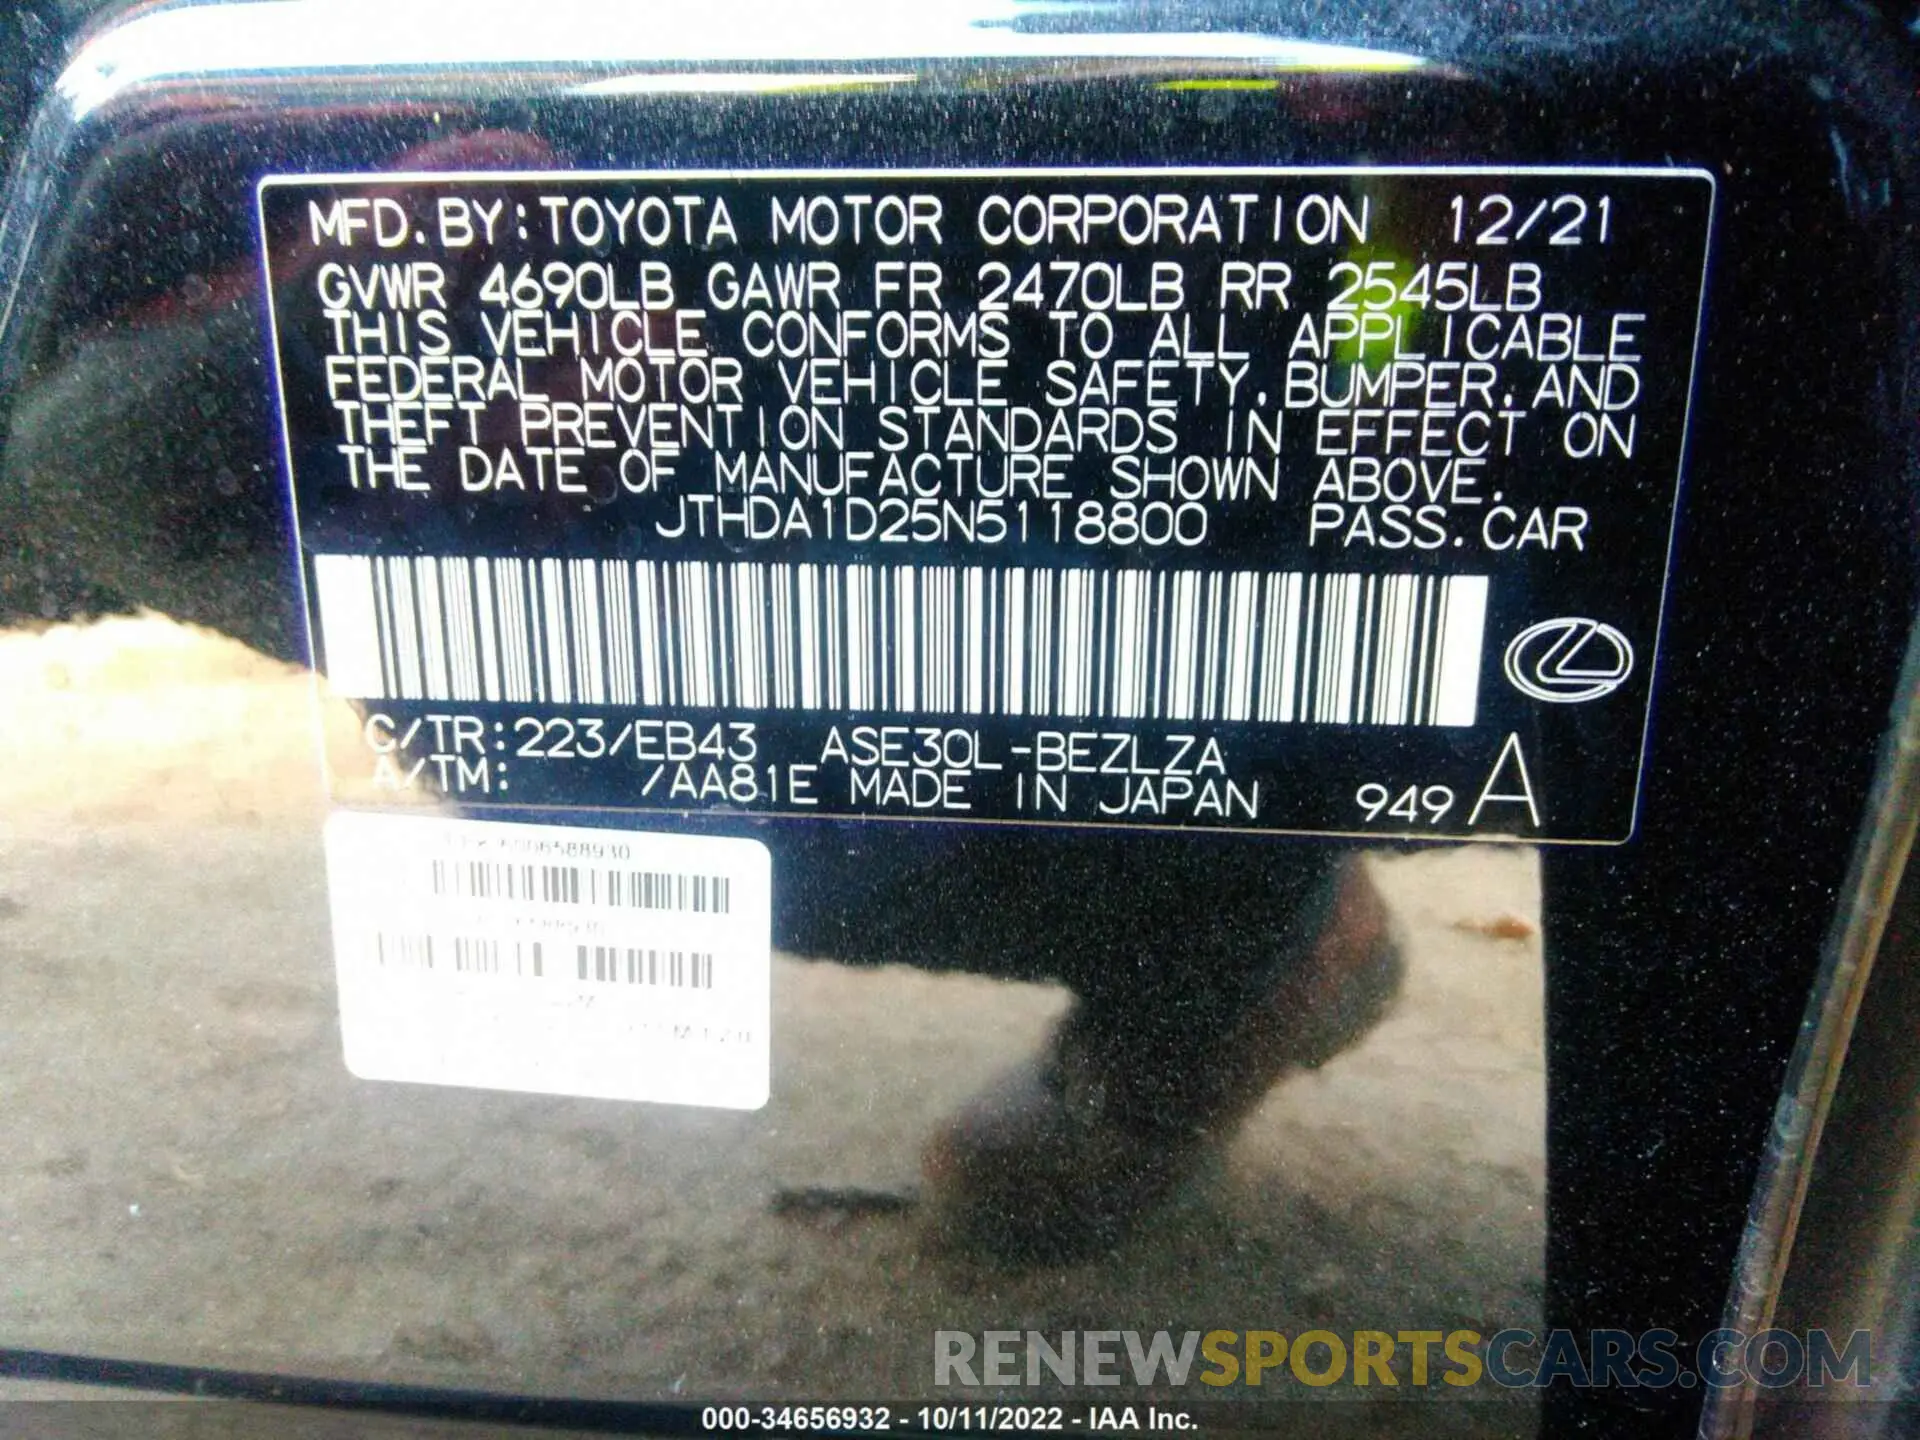 MFD. BY: TOYOTA MOTOR CORPORATION 12/21
GVWR 4690LB GAWR FR 2470LB RR 2545LB
THIS VEHICLE CONFORMS TO ALL APPLICABLE
FEDERAL MOTOR VEHICLE SAFETY, BUMPER, AND
THEFT PREVENTION STANDARDS IN EFFECT ON
THE DATE OF MANUFACTURE SHOWN ABOVE.
JTHDA1D25N5118800 PASS. CAR
C/TR: 223/EB43 ASE30L-BEZLZA
A/TM: /AA81E MADE IN JAPAN 949 A
RENEWSPORTSCARS.COM
000-34656932 - 10/11/2022 - IAA Inc.